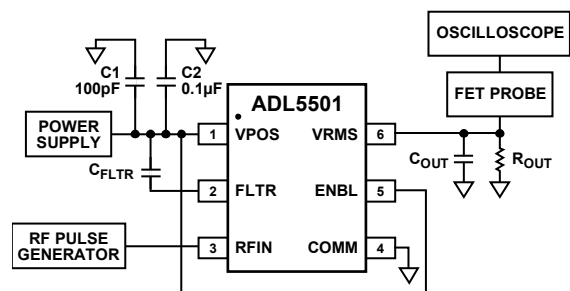 OSCILLOSCOPE
C1
100pF
C2
0.1µF
ADL5501
FET PROBE
POWER
SUPPLY
1
VPOS
VRMS
6
CFLTR
COUT
ROUT
2
FLTR
ENBL
5
RF PULSE
GENERATOR
3
RFIN
COMM
4